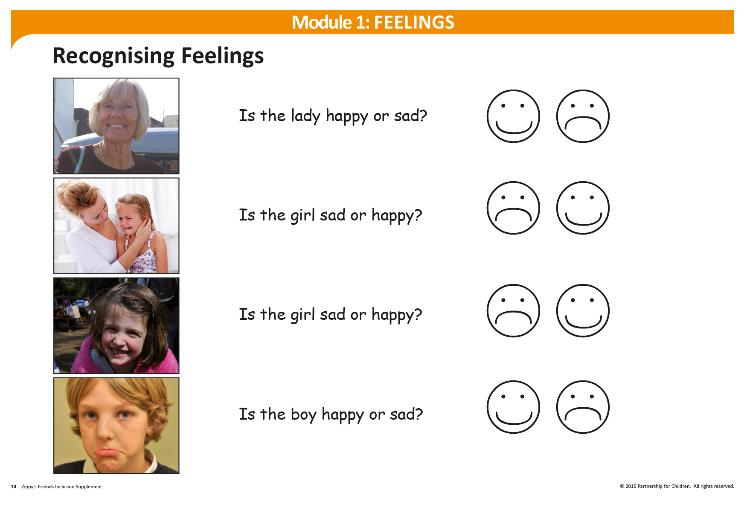 Module 1: FEELINGS
Recognising Feelings
Is the lady happy or sad?
Is the girl sad or happy?
Is the girl sad or happy?
Is the boy happy or sad?
14 Zippy's Friends Inclusion Supplement
© 2015 Partnership for Children. All rights reserved.